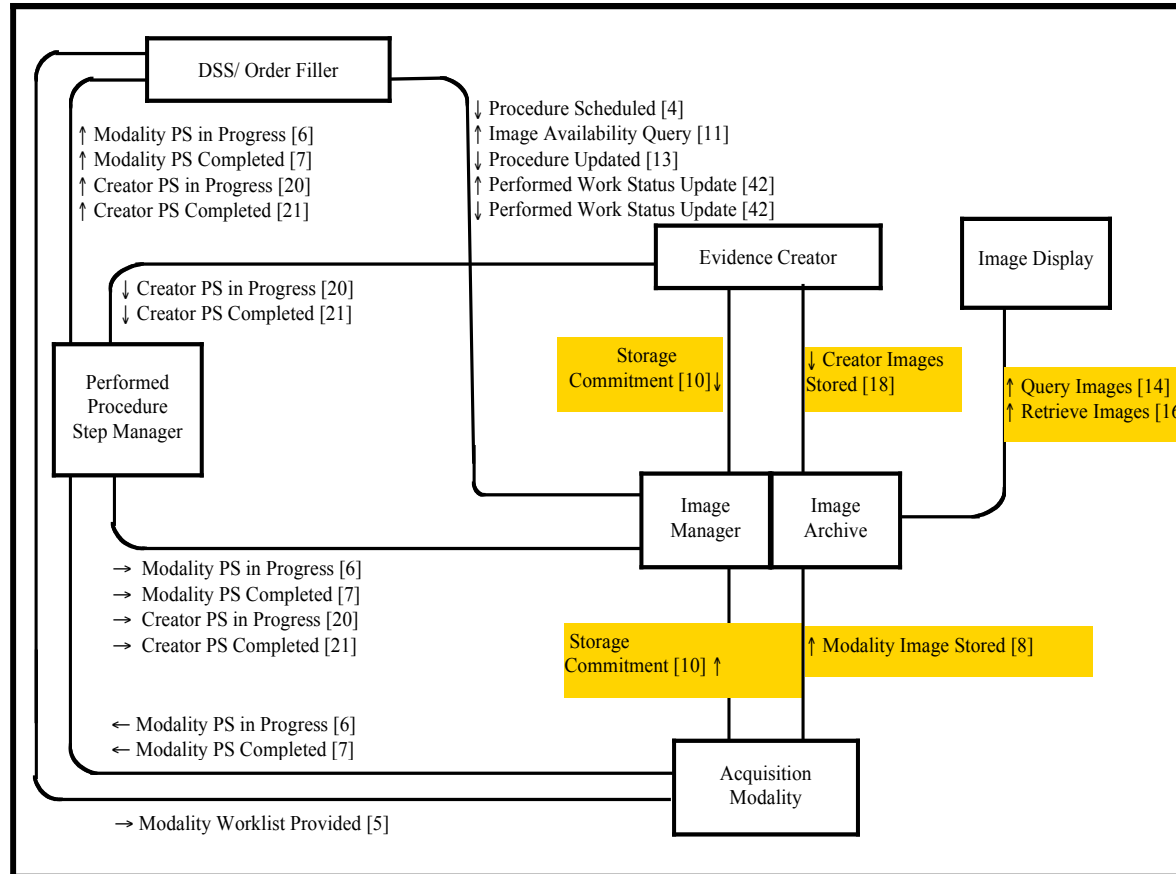 DSS/ Order Filler
↑ Modality PS in Progress [6]
↑ Modality PS Completed [7]
↑ Creator PS in Progress [20]
↑ Creator PS Completed [21]
↓ Procedure Scheduled [4]
↑ Image Availability Query [11]
↓ Procedure Updated [13]
↑ Performed Work Status Update [42]
↓ Performed Work Status Update [42]
Evidence Creator
Image Display
↓ Creator PS in Progress [20]
↓ Creator PS Completed [21]
Storage
Commitment [10]↓
↓ Creator Images
Stored [18]
↑ Query Images [14]
↑ Retrieve Images [16
Performed
Procedure
Step Manager
Image
Manager
Image
Archive
→ Modality PS in Progress [6]
→ Modality PS Completed [7]
→ Creator PS in Progress [20]
→ Creator PS Completed [21]
Storage
Commitment [10] ↑
↑ Modality Image Stored [8]
← Modality PS in Progress [6]
← Modality PS Completed [7]
Acquisition
Modality
→ Modality Worklist Provided [5]